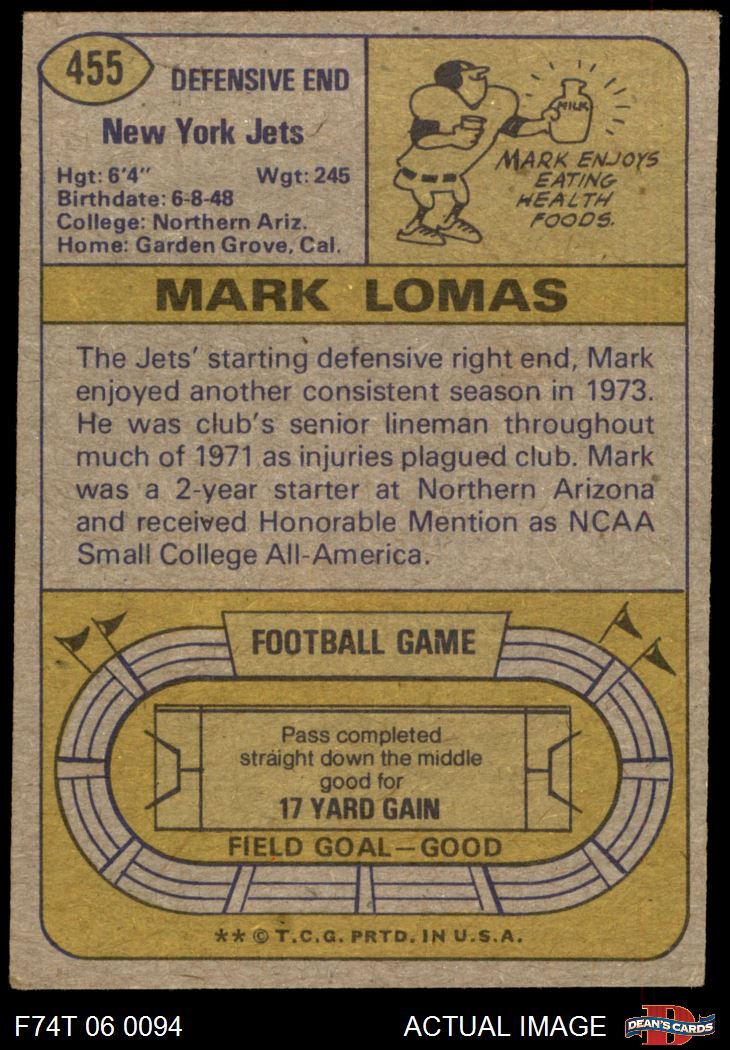 455
DEFENSIVE END
New York Jets
Hgt: 6'4" Wgt: 245
Birthdate: 6-8-48
College: Northern Ariz.
Home: Garden Grove, Cal.
MILK
MARK ENJOYS
EATING
HEALTH
FOODS.
MARK LOMAS
The Jets' starting defensive right end, Mark
enjoyed another consistent season in 1973.
He was club's senior lineman throughout
much of 1971 as injuries plagued club. Mark
was a 2-year starter at Northern Arizona
and received Honorable Mention as NCAA
Small College All-America.
FOOTBALL GAME
Pass completed
straight down the middle
good for
17 YARD GAIN
FIELD GOAL—GOOD
** © T.C.G. PRTD. IN U.S.A.
F74T 06 0094 ACTUAL IMAGE
D
DEAN'S CARDS